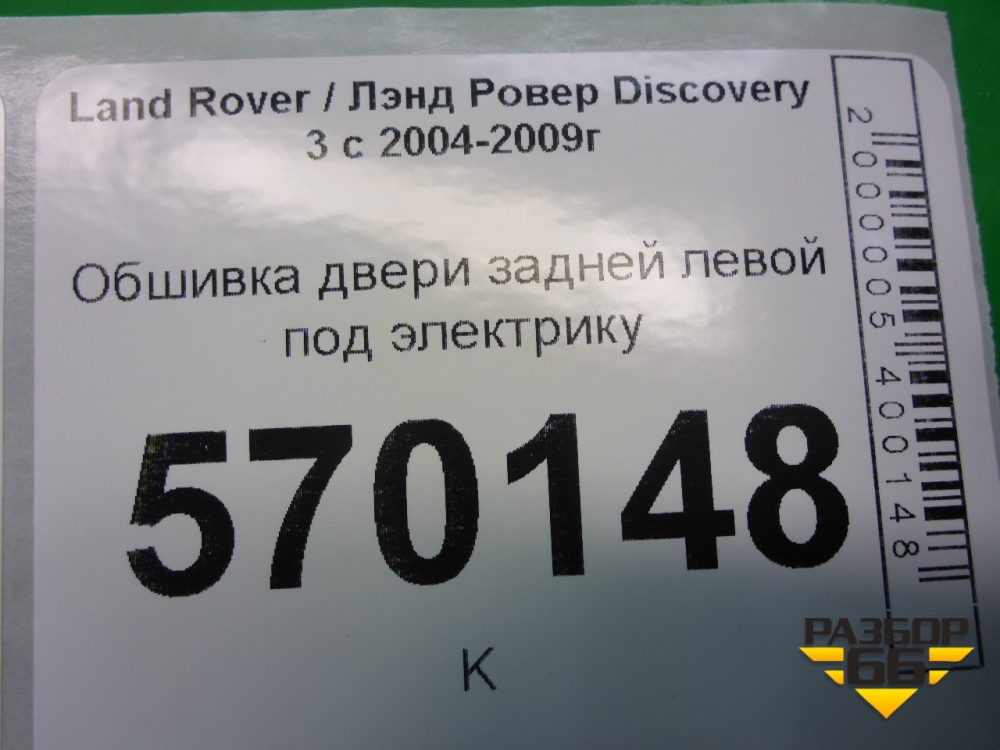 Land Rover / Лэнд Ровер Discovery
3 с 2004-2009г
Обшивка двери задней левой
под электрику
570148
К
2000005400148
РАЗБОР
66